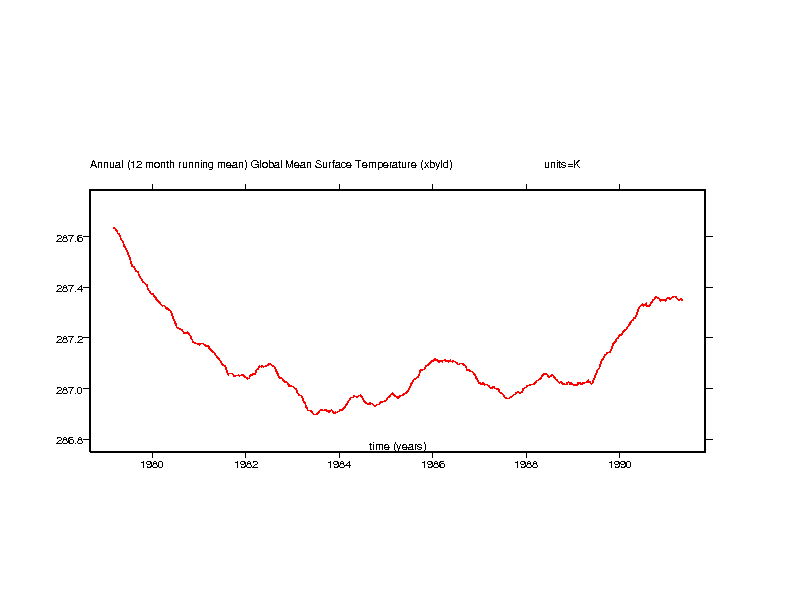 Annual (12 month running mean) Global Mean Surface Temperature (xbyld) units=K
287.6
287.4
287.2
287.0
286.8
time (years)
1980 1982 1984 1986 1988 1990